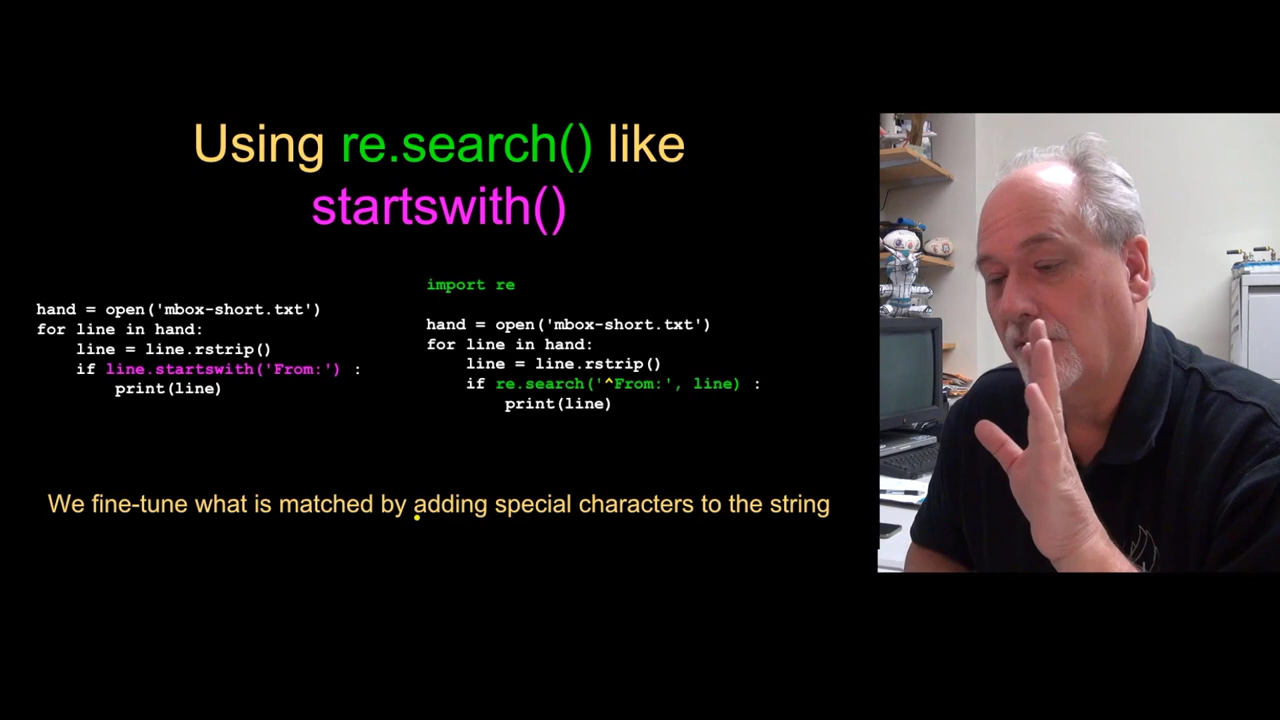 Using re.search() like
startswith()
hand = open('mbox-short.txt')
for line in hand:
    line = line.rstrip()
    if line.startswith('From:') :
        print(line)
import re
hand = open('mbox-short.txt')
for line in hand:
    line = line.rstrip()
    if re.search('^From:', line) :
        print(line)
We fine-tune what is matched by adding special characters to the string